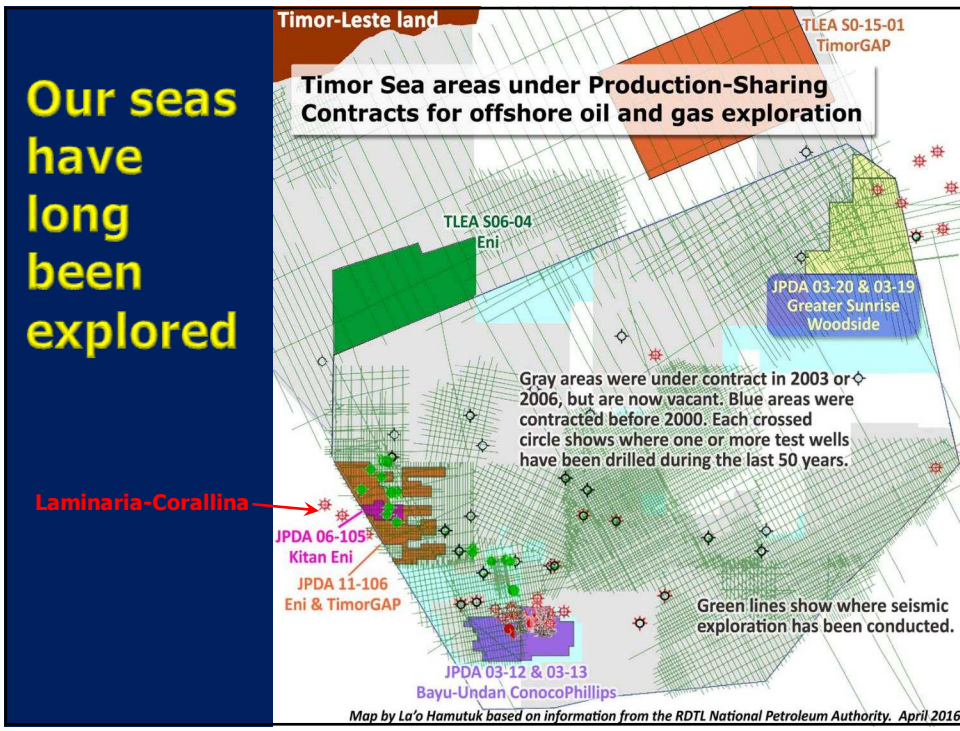 Our seas
have
long
been
explored
Laminaria-Corallina
Timor-Leste land
TLEA S0-15-01
TimorGAP
Timor Sea areas under Production-Sharing
Contracts for offshore oil and gas exploration
TLEA S06-04
Eni
JPDA 03-20 & 03-19
Greater Sunrise
Woodside
Gray areas were under contract in 2003 or
2006, but are now vacant. Blue areas were
contracted before 2000. Each crossed
circle shows where one or more test wells
have been drilled during the last 50 years.
JPDA 06-105
Kitan Eni
JPDA 11-106
Eni & TimorGAP
Green lines show where seismic
exploration has been conducted.
JPDA 03-12 & 03-13
Bayu-Undan ConocoPhillips
Map by La'o Hamutuk based on information from the RDTL National Petroleum Authority. April 2016